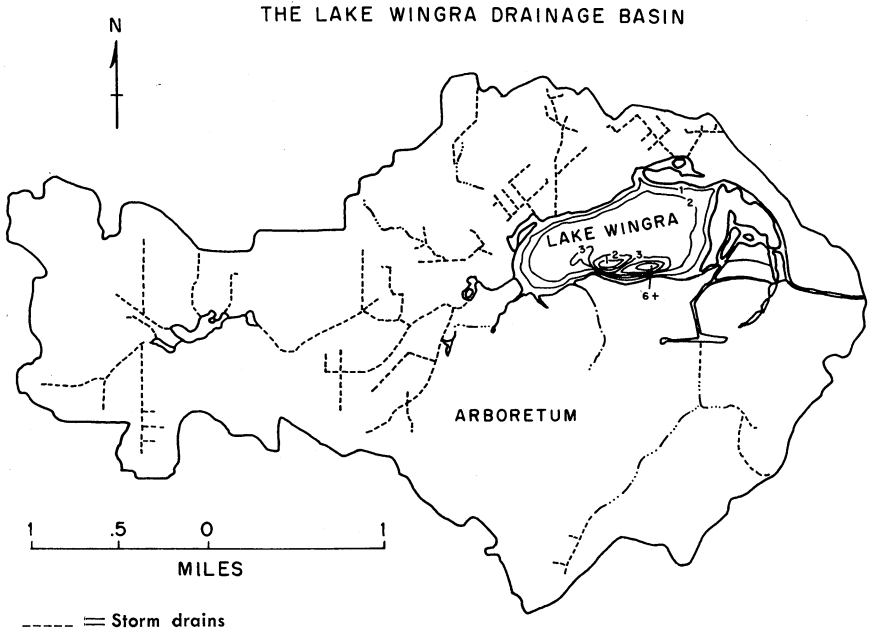 THE LAKE WINGRA DRAINAGE BASIN
N
1
2
LAKE WINGRA
3
2
3
6+
ARBORETUM
1 .5 0 1
MILES
Storm drains